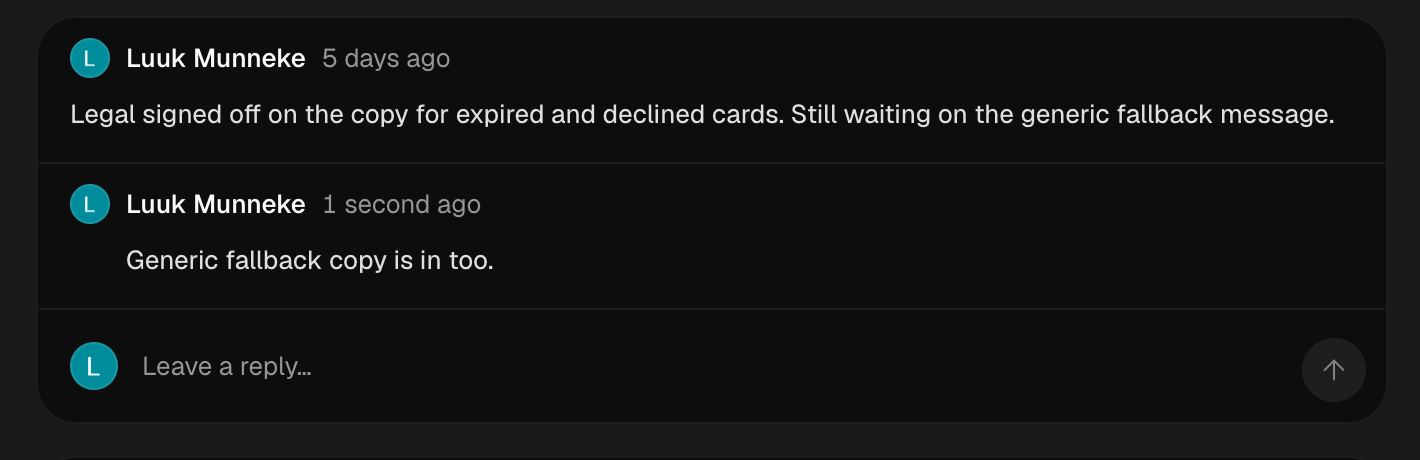 L Luuk Munneke 5 days ago
Legal signed off on the copy for expired and declined cards. Still waiting on the generic fallback message.
L Luuk Munneke 1 second ago
Generic fallback copy is in too.
L Leave a reply...